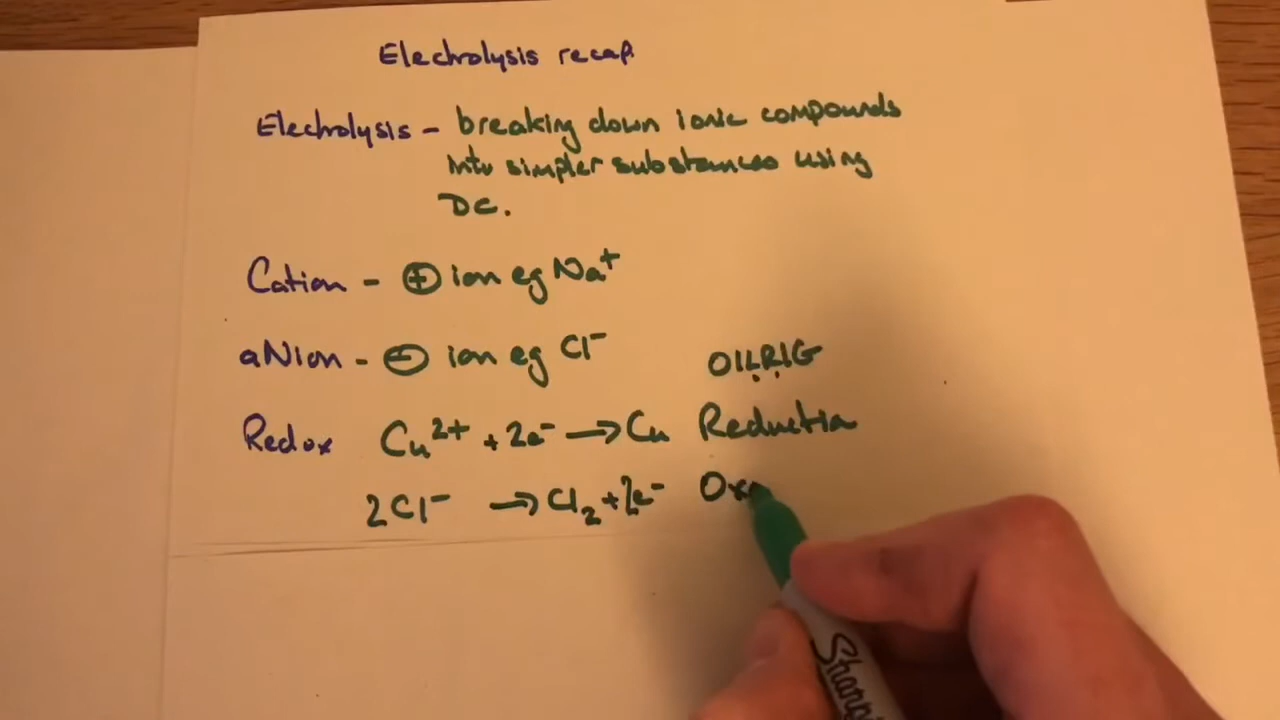 Electrolysis recap.
Electrolysis – breaking down ionic compounds
into simpler substances using
DC.
Cation – ⊕ ion eg Na⁺
aNion – ⊖ ion eg Cl⁻
OILRIG
Redox Cu²⁺ + 2e⁻ → Cu Reduction
2Cl⁻ → Cl₂ + 2e⁻ Ox
Sharpi